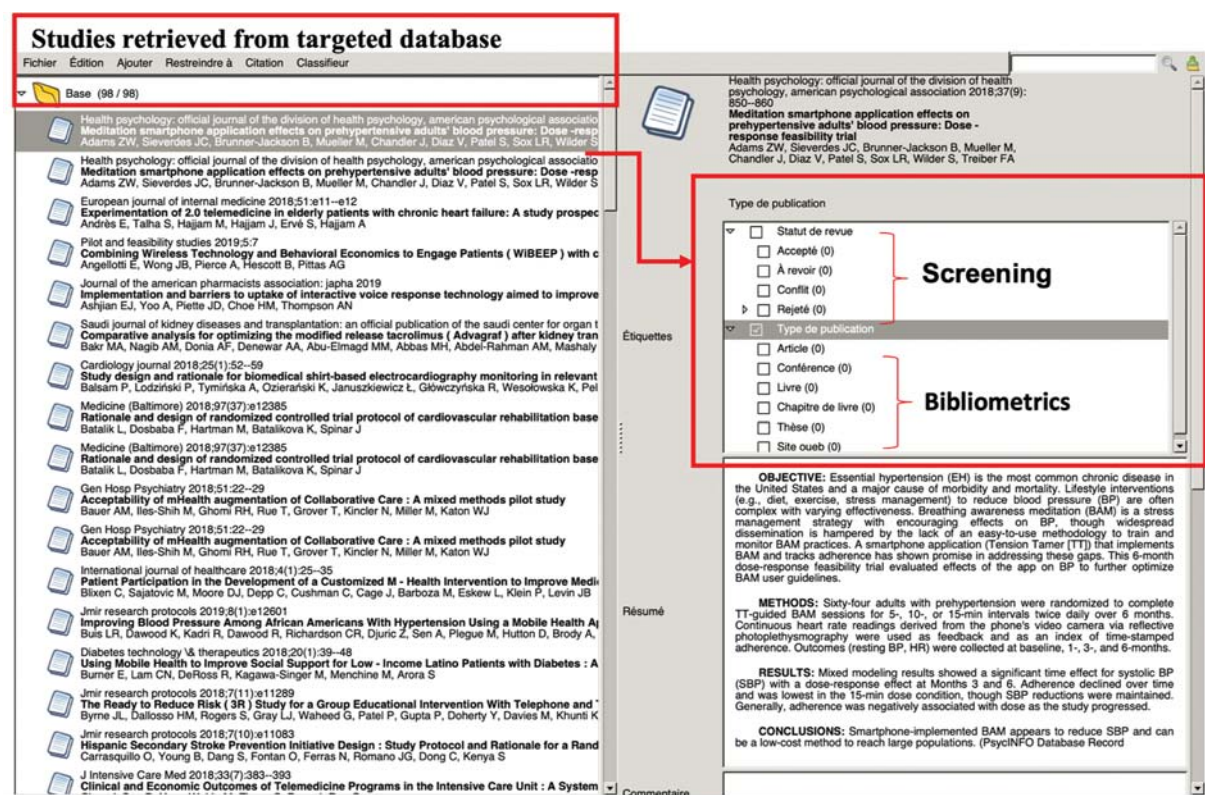 Studies retrieved from targeted database
Fichier Édition Ajouter Restreindre à Citation Classifieur
Base (98 / 98)
Health psychology: official journal of the division of health psychology, american psychological associatio
Meditation smartphone application effects on prehypertensive adults' blood pressure: Dose -resp
Adams ZW, Sieverdes JC, Brunner-Jackson B, Mueller M, Chandler J, Diaz V, Patel S, Sox LR, Wilder S
Health psychology: official journal of the division of health psychology, american psychological associatio
Meditation smartphone application effects on prehypertensive adults' blood pressure: Dose -resp
Adams ZW, Sieverdes JC, Brunner-Jackson B, Mueller M, Chandler J, Diaz V, Patel S, Sox LR, Wilder S
European journal of internal medicine 2018;51:e11--e12
Experimentation of 2.0 telemedicine in elderly patients with chronic heart failure: A study prospec
Andrès E, Talha S, Hajjam M, Hajjam J, Ervé S, Hajjam A
Pilot and feasibility studies 2019;5:7
Combining Wireless Technology and Behavioral Economics to Engage Patients ( WiBEEP ) with c
Angellotti E, Wong JB, Pierce A, Hescott B, Pittas AG
Journal of the american pharmacists association: japha 2019
Implementation and barriers to uptake of interactive voice response technology aimed to improve
Ashjian EJ, Yoo A, Piette JD, Choe HM, Thompson AN
Saudi journal of kidney diseases and transplantation: an official publication of the saudi center for organ t
Comparative analysis for optimizing the modified release tacrolimus ( Advagraf ) after kidney tran
Bakr MA, Nagib AM, Donia AF, Denewar AA, Abu-Elmagd MM, Abbas MH, Abdel-Rahman AM, Mashaly
Cardiology journal 2018;25(1):52--59
Study design and rationale for biomedical shirt-based electrocardiography monitoring in relevant
Balsam P, Lodziński P, Tymińska A, Ozierański K, Januszkiewicz Ł, Główczyńska R, Wesołowska K, Pel
Medicine (Baltimore) 2018;97(37):e12385
Rationale and design of randomized controlled trial protocol of cardiovascular rehabilitation base
Batalik L, Dosbaba F, Hartman M, Batalikova K, Spinar J
Medicine (Baltimore) 2018;97(37):e12385
Rationale and design of randomized controlled trial protocol of cardiovascular rehabilitation base
Batalik L, Dosbaba F, Hartman M, Batalikova K, Spinar J
Gen Hosp Psychiatry 2018;51:22--29
Acceptability of mHealth augmentation of Collaborative Care : A mixed methods pilot study
Bauer AM, Iles-Shih M, Ghomi RH, Rue T, Grover T, Kincler N, Miller M, Katon WJ
Gen Hosp Psychiatry 2018;51:22--29
Acceptability of mHealth augmentation of Collaborative Care : A mixed methods pilot study
Bauer AM, Iles-Shih M, Ghomi RH, Rue T, Grover T, Kincler N, Miller M, Katon WJ
International journal of healthcare 2018;4(1):25--35
Patient Participation in the Development of a Customized M - Health Intervention to Improve Medi
Blixen C, Sajatovic M, Moore DJ, Depp C, Cushman C, Cage J, Barboza M, Eskew L, Klein P, Levin JB
Jmir research protocols 2019;8(1):e12601
Improving Blood Pressure Among African Americans With Hypertension Using a Mobile Health A
Buis LR, Dawood K, Kadri R, Dawood R, Richardson CR, Djuric Z, Sen A, Plegue M, Hutton D, Brody A,
Diabetes technology \& therapeutics 2018;20(1):39--48
Using Mobile Health to Improve Social Support for Low - Income Latino Patients with Diabetes : A
Burner E, Lam CN, DeRoss R, Kagawa-Singer M, Menchine M, Arora S
Jmir research protocols 2018;7(11):e11289
The Ready to Reduce Risk ( 3R ) Study for a Group Educational Intervention With Telephone and
Byrne JL, Dallosso HM, Rogers S, Gray LJ, Waheed G, Patel P, Gupta P, Doherty Y, Davies M, Khunti K
Jmir research protocols 2018;7(10):e11083
Hispanic Secondary Stroke Prevention Initiative Design : Study Protocol and Rationale for a Rand
Carrasquillo O, Young B, Dang S, Fontan O, Ferras N, Romano JG, Dong C, Kenya S
J Intensive Care Med 2018;33(7):383--393
Clinical and Economic Outcomes of Telemedicine Programs in the Intensive Care Unit : A System
Health psychology: official journal of the division of health
psychology, american psychological association 2018;37(9):
850--860
Meditation smartphone application effects on
prehypertensive adults' blood pressure: Dose -
response feasibility trial
Adams ZW, Sieverdes JC, Brunner-Jackson B, Mueller M,
Chandler J, Diaz V, Patel S, Sox LR, Wilder S, Treiber FA
Type de publication
Étiquettes
Statut de revue
Accepté (0)
À revoir (0)
Conflit (0)
Rejeté (0)
Screening
Type de publication
Article (0)
Conférence (0)
Livre (0)
Chapitre de livre (0)
Thèse (0)
Site oueb (0)
Bibliometrics
Résumé
OBJECTIVE: Essential hypertension (EH) is the most common chronic disease in
the United States and a major cause of morbidity and mortality. Lifestyle interventions
(e.g., diet, exercise, stress management) to reduce blood pressure (BP) are often
complex with varying effectiveness. Breathing awareness meditation (BAM) is a stress
management strategy with encouraging effects on BP, though widespread
dissemination is hampered by the lack of an easy-to-use methodology to train and
monitor BAM practices. A smartphone application (Tension Tamer [TT]) that implements
BAM and tracks adherence has shown promise in addressing these gaps. This 6-month
dose-response feasibility trial evaluated effects of the app on BP to further optimize
BAM user guidelines.
METHODS: Sixty-four adults with prehypertension were randomized to complete
TT-guided BAM sessions for 5-, 10-, or 15-min intervals twice daily over 6 months.
Continuous heart rate readings derived from the phone's video camera via reflective
photoplethysmography were used as feedback and as an index of time-stamped
adherence. Outcomes (resting BP, HR) were collected at baseline, 1-, 3-, and 6-months.
RESULTS: Mixed modeling results showed a significant time effect for systolic BP
(SBP) with a dose-response effect at Months 3 and 6. Adherence declined over time
and was lowest in the 15-min dose condition, though SBP reductions were maintained.
Generally, adherence was negatively associated with dose as the study progressed.
CONCLUSIONS: Smartphone-implemented BAM appears to reduce SBP and can
be a low-cost method to reach large populations. (PsycINFO Database Record
Commentaire